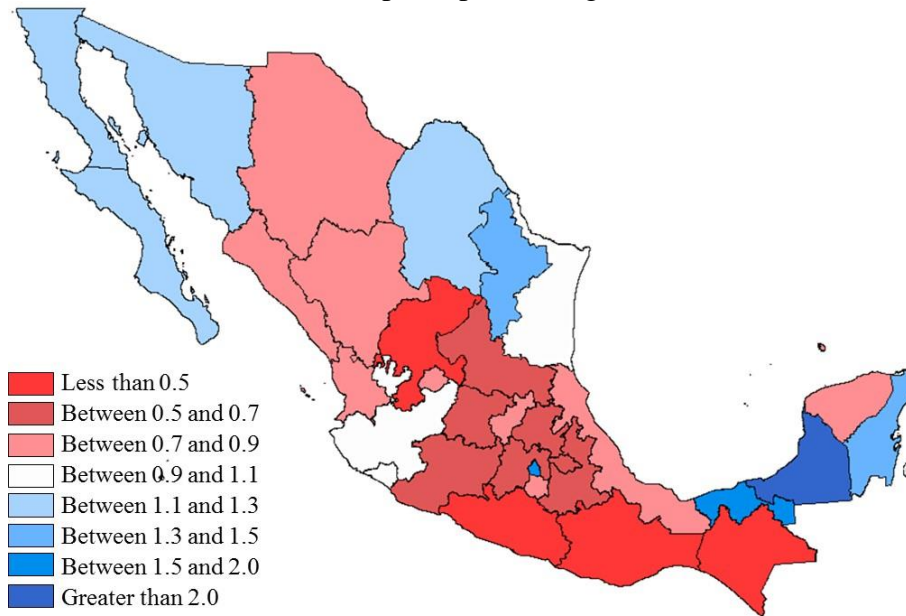 Less than 0.5
Between 0.5 and 0.7
Between 0.7 and 0.9
Between 0.9 and 1.1
Between 1.1 and 1.3
Between 1.3 and 1.5
Between 1.5 and 2.0
Greater than 2.0